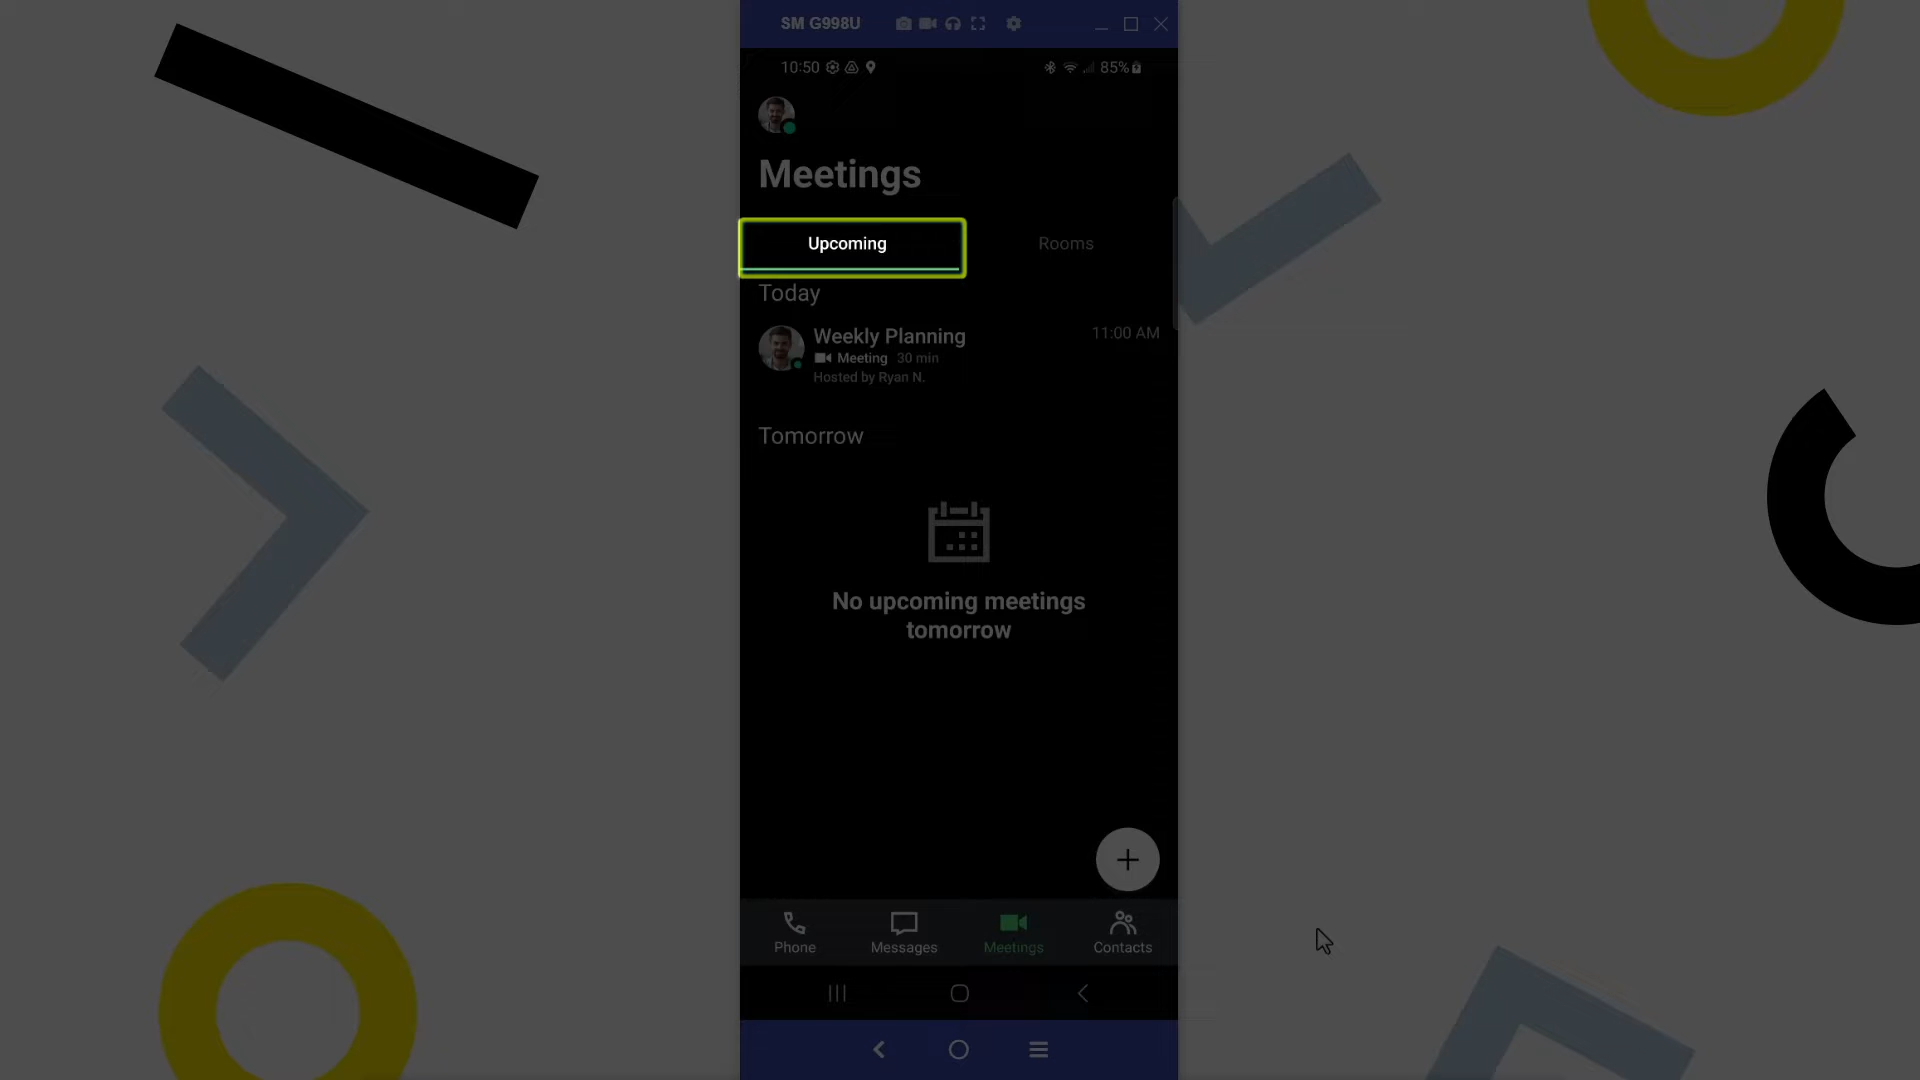 SM G998U
10:50
85%
Meetings
Upcoming
Rooms
Today
Weekly Planning
11:00 AM
Meeting 30 min
Hosted by Ryan N.
Tomorrow
No upcoming meetings
tomorrow
Phone
Messages
Meetings
Contacts